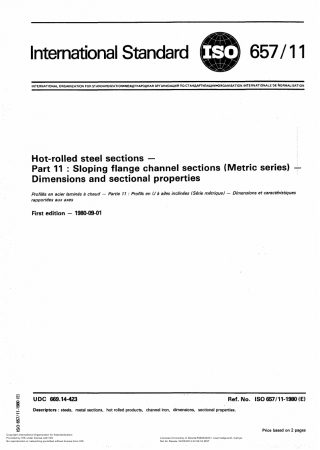 International Standard ISO 657/11
INTERNATIONAL ORGANIZATION FOR STANDARDIZATION•МЕЖДУНАРОДНАЯ ОРГАНИЗАЦИЯ ПО СТАНДАРТИЗАЦИИ•ORGANISATION INTERNATIONALE DE NORMALISATION
Hot-rolled steel sections —
Part 11 : Sloping flange channel sections (Metric series) —
Dimensions and sectional properties
Profilés en acier laminés à chaud — Partie 11 : Profils en U à ailes inclinées (Série métrique) — Dimensions et caractéristiques
rapportées aux axes
First edition — 1980-09-01
UDC 669.14-423
Ref. No. ISO 657/11-1980 (E)
Descriptors : steels, metal sections, hot rolled products, channel iron, dimensions, sectional properties.
Price based on 2 pages
ISO 657/11-1980 (E)